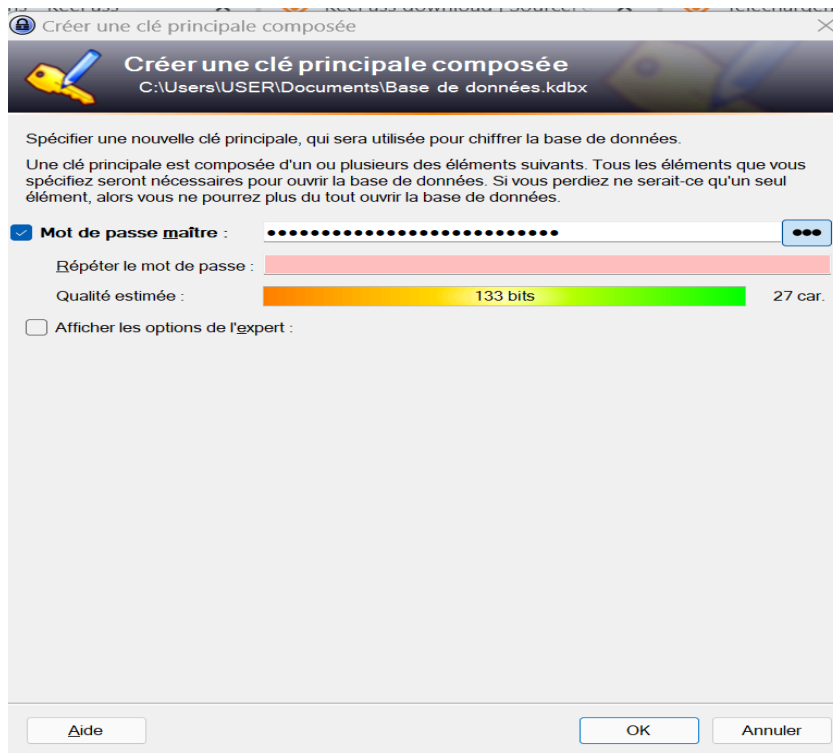 Créer une clé principale composée
Créer une clé principale composée
C:\Users\USER\Documents\Base de données.kdbx
Spécifier une nouvelle clé principale, qui sera utilisée pour chiffrer la base de données.
Une clé principale est composée d'un ou plusieurs des éléments suivants. Tous les éléments que vous
spécifiez seront nécessaires pour ouvrir la base de données. Si vous perdiez ne serait-ce qu'un seul
élément, alors vous ne pourrez plus du tout ouvrir la base de données.
Mot de passe maître : ●●●●●●●●●●●●●●●●●●●●●●●●●●● ●●●
Répéter le mot de passe :
Qualité estimée : 133 bits 27 car.
Afficher les options de l'expert :
Aide OK Annuler